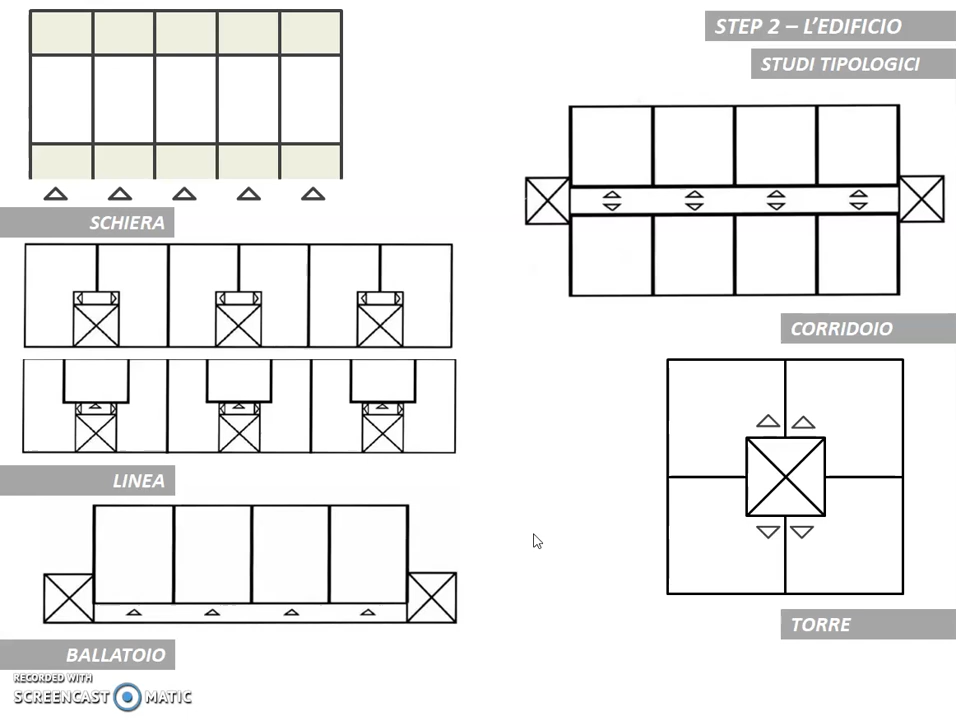 STEP 2 – L'EDIFICIO
STUDI TIPOLOGICI
SCHIERA
LINEA
BALLATOIO
CORRIDOIO
TORRE
RECORDED WITH
SCREENCAST MATIC